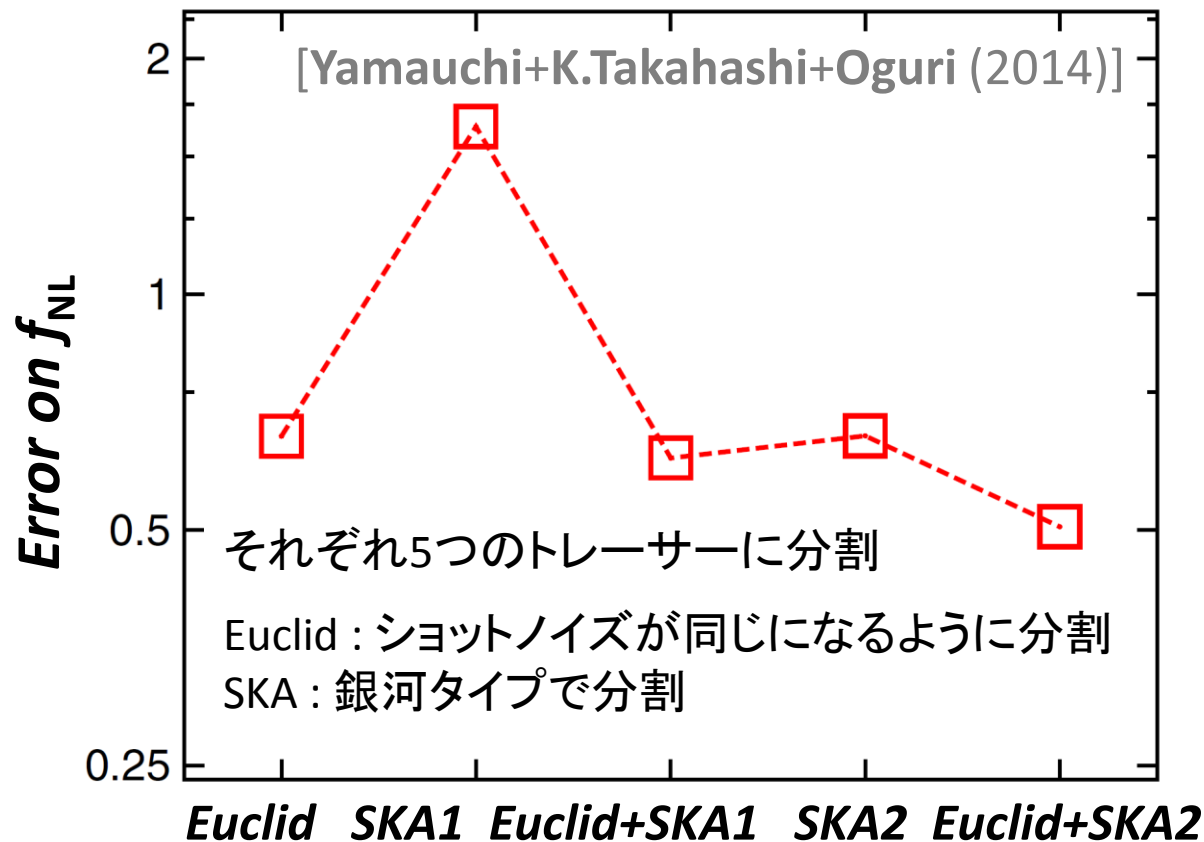 2
[Yamauchi+K.Takahashi+Oguri (2014)]
1
Error on fNL
0.5
それぞれ5つのトレーサーに分割
Euclid : ショットノイズが同じになるように分割
SKA : 銀河タイプで分割
0.25
Euclid SKA1 Euclid+SKA1 SKA2 Euclid+SKA2